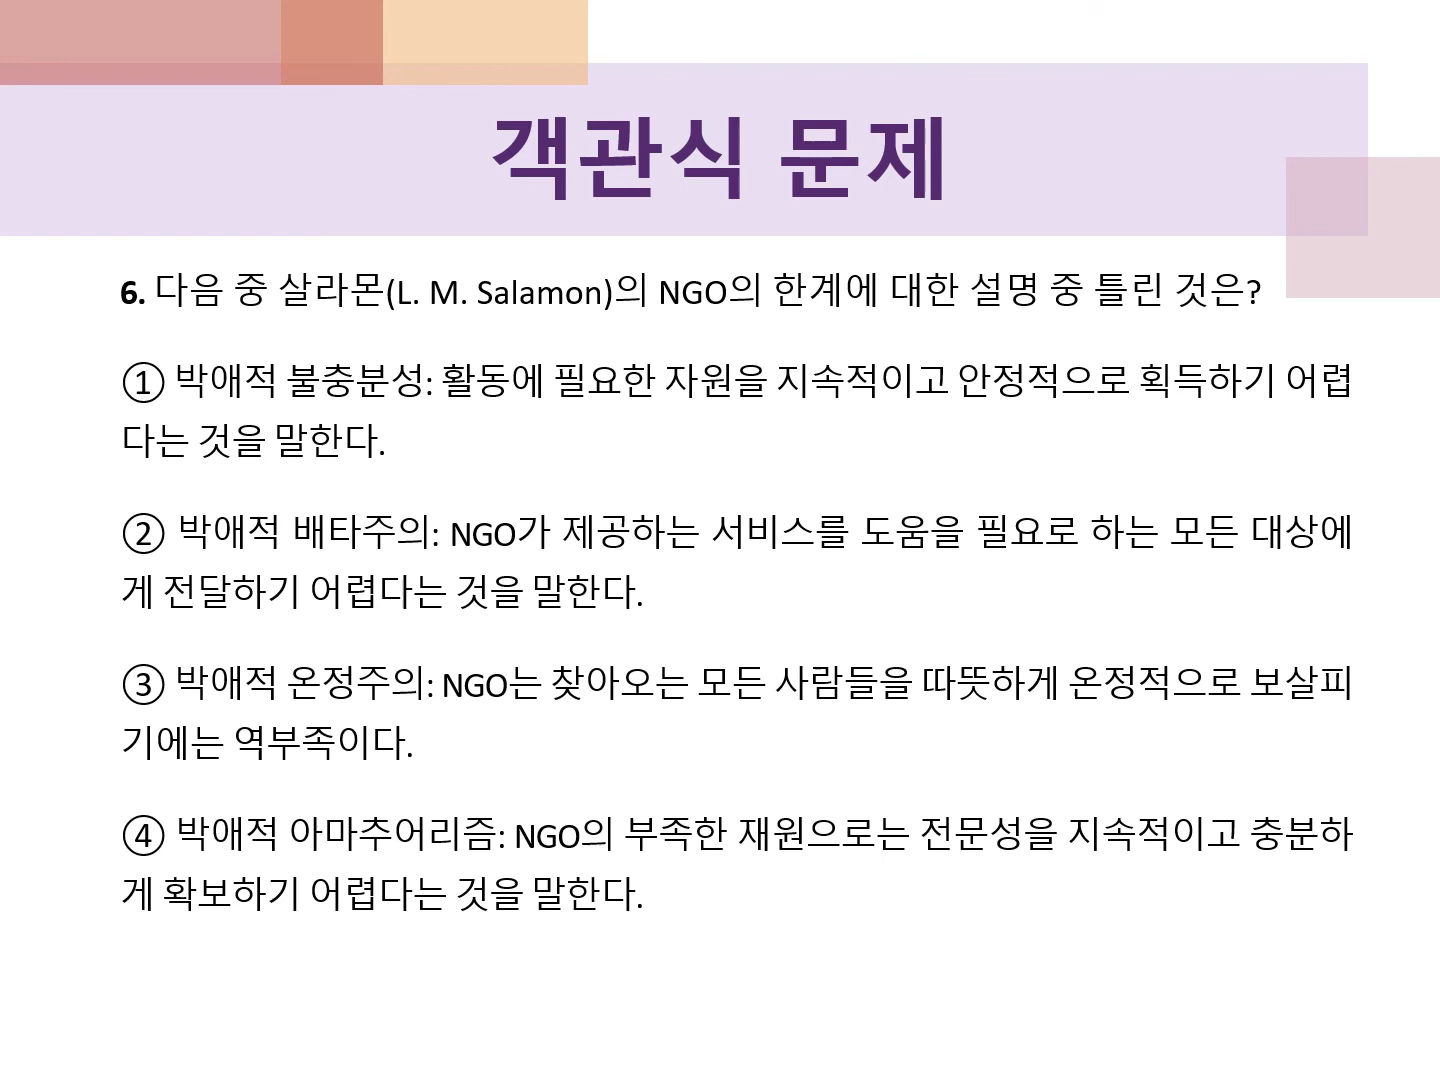 객관식 문제
6. 다음 중 살라몬(L. M. Salamon)의 NGO의 한계에 대한 설명 중 틀린 것은?
① 박애적 불충분성: 활동에 필요한 자원을 지속적이고 안정적으로 획득하기 어렵
다는 것을 말한다.
② 박애적 배타주의: NGO가 제공하는 서비스를 도움을 필요로 하는 모든 대상에
게 전달하기 어렵다는 것을 말한다.
③ 박애적 온정주의: NGO는 찾아오는 모든 사람들을 따뜻하게 온정적으로 보살피
기에는 역부족이다.
④ 박애적 아마추어리즘: NGO의 부족한 재원으로는 전문성을 지속적이고 충분하
게 확보하기 어렵다는 것을 말한다.